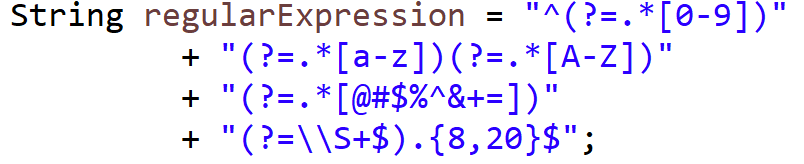 String regularExpression = "^(?=.*[0-9])"
+ "(?=.*[a-z])(?=.*[A-Z])"
+ "(?=.*[@#$%^&+=])"
+ "(?=\\S+$).{8,20}$";